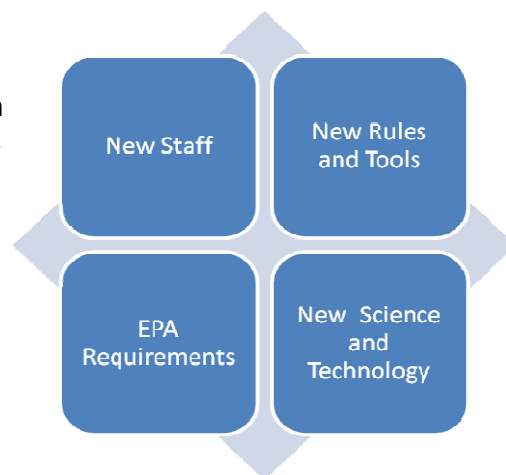 New Staff
New Rules
and Tools
EPA
Requirements
New Science
and
Technology